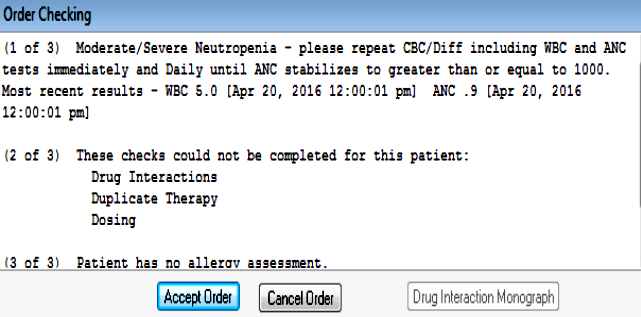 Order Checking
(1 of 3)  Moderate/Severe Neutropenia - please repeat CBC/Diff including WBC and ANC
tests immediately and Daily until ANC stabilizes to greater than or equal to 1000.
Most recent results - WBC 5.0 [Apr 20, 2016 12:00:01 pm]  ANC .9 [Apr 20, 2016
12:00:01 pm]
(2 of 3)  These checks could not be completed for this patient:
Drug Interactions
Duplicate Therapy
Dosing
(3 of 3)  Patient has no allergy assessment.
Accept Order Cancel Order Drug Interaction Monograph